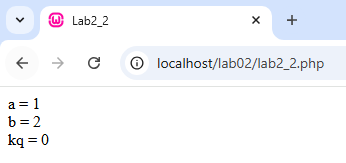 Lab2_2
localhost/lab02/lab2_2.php
a = 1
b = 2
kq = 0